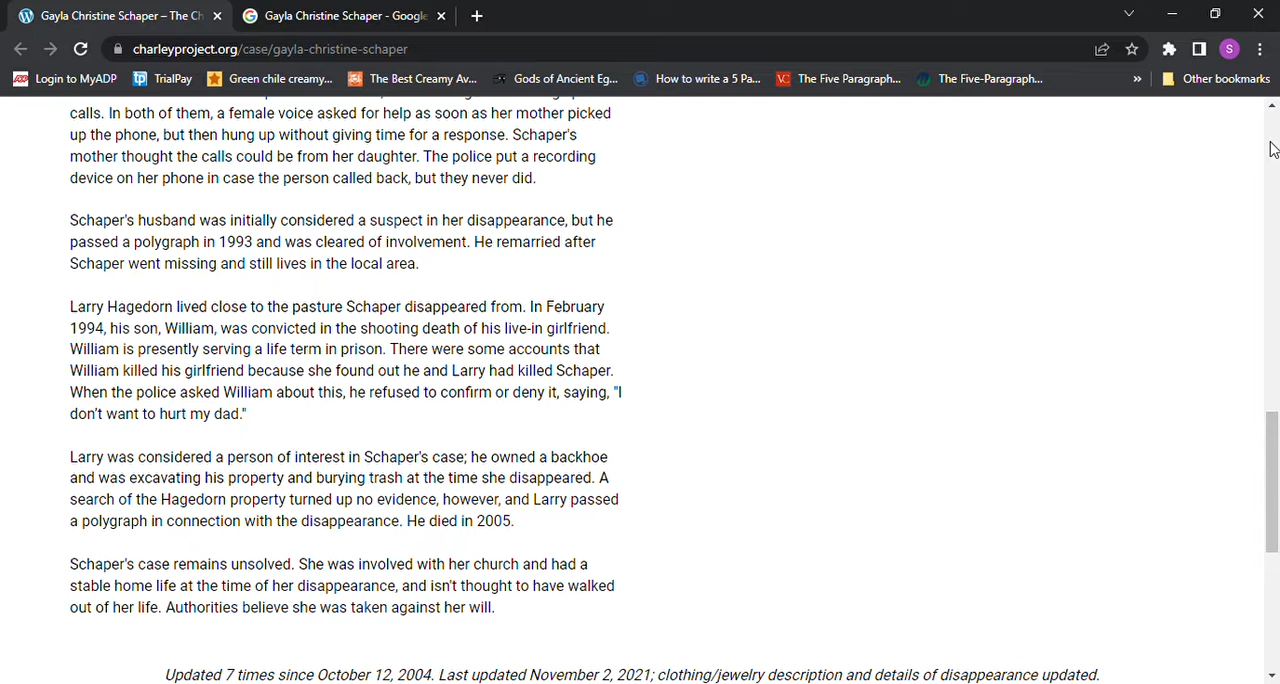 Gayla Christine Schaper – The Ch
Gayla Christine Schaper - Google
charleyproject.org/case/gayla-christine-schaper
S
ADP Login to MyADP
tp TrialPay
Green chile creamy...
The Best Creamy Av...
Gods of Ancient Eg...
How to write a 5 Pa...
VC The Five Paragraph...
The Five-Paragraph...
»
Other bookmarks
calls. In both of them, a female voice asked for help as soon as her mother picked
up the phone, but then hung up without giving time for a response. Schaper's
mother thought the calls could be from her daughter. The police put a recording
device on her phone in case the person called back, but they never did.
Schaper's husband was initially considered a suspect in her disappearance, but he
passed a polygraph in 1993 and was cleared of involvement. He remarried after
Schaper went missing and still lives in the local area.
Larry Hagedorn lived close to the pasture Schaper disappeared from. In February
1994, his son, William, was convicted in the shooting death of his live-in girlfriend.
William is presently serving a life term in prison. There were some accounts that
William killed his girlfriend because she found out he and Larry had killed Schaper.
When the police asked William about this, he refused to confirm or deny it, saying, "I
don't want to hurt my dad."
Larry was considered a person of interest in Schaper's case; he owned a backhoe
and was excavating his property and burying trash at the time she disappeared. A
search of the Hagedorn property turned up no evidence, however, and Larry passed
a polygraph in connection with the disappearance. He died in 2005.
Schaper's case remains unsolved. She was involved with her church and had a
stable home life at the time of her disappearance, and isn't thought to have walked
out of her life. Authorities believe she was taken against her will.
Updated 7 times since October 12, 2004. Last updated November 2, 2021; clothing/jewelry description and details of disappearance updated.